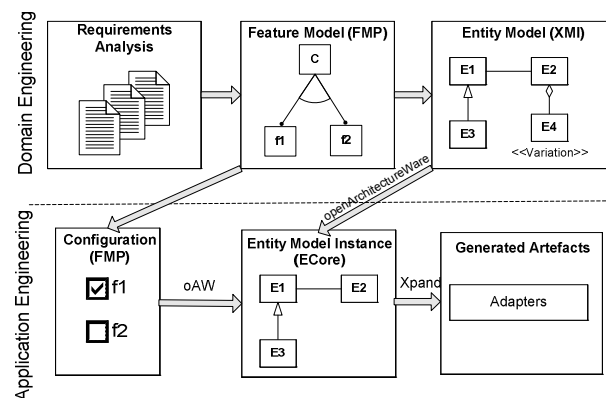 Domain Engineering
Requirements
Analysis
Feature Model (FMP)
C
f1
f2
Entity Model (XMI)
E1
E2
E3
E4
<<Variation>>
openArchitectureWare
Application Engineering
Configuration
(FMP)
f1
f2
oAW
Entity Model Instance
(ECore)
E1
E2
E3
Xpand
Generated Artefacts
Adapters